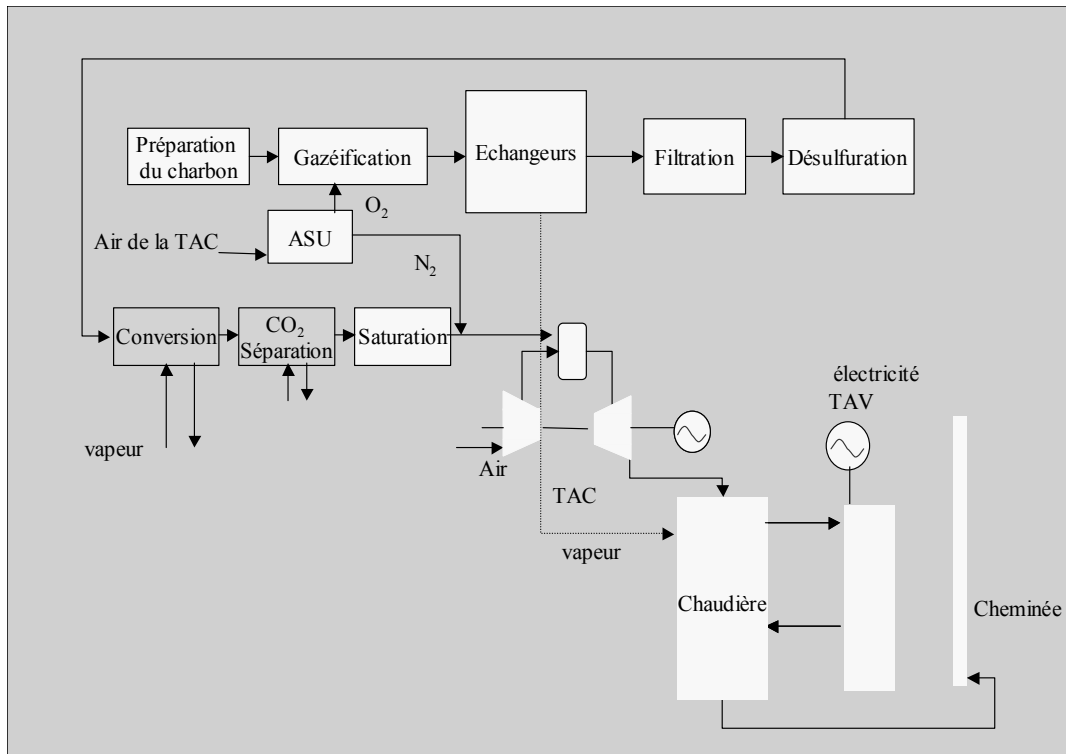 Préparation
du charbon
Gazéification
Echangeurs
Filtration
Désulfuration
O₂
Air de la TAC
ASU
N₂
Conversion
CO₂
Séparation
Saturation
vapeur
électricité
TAV
Air
TAC
vapeur
Chaudière
Cheminée